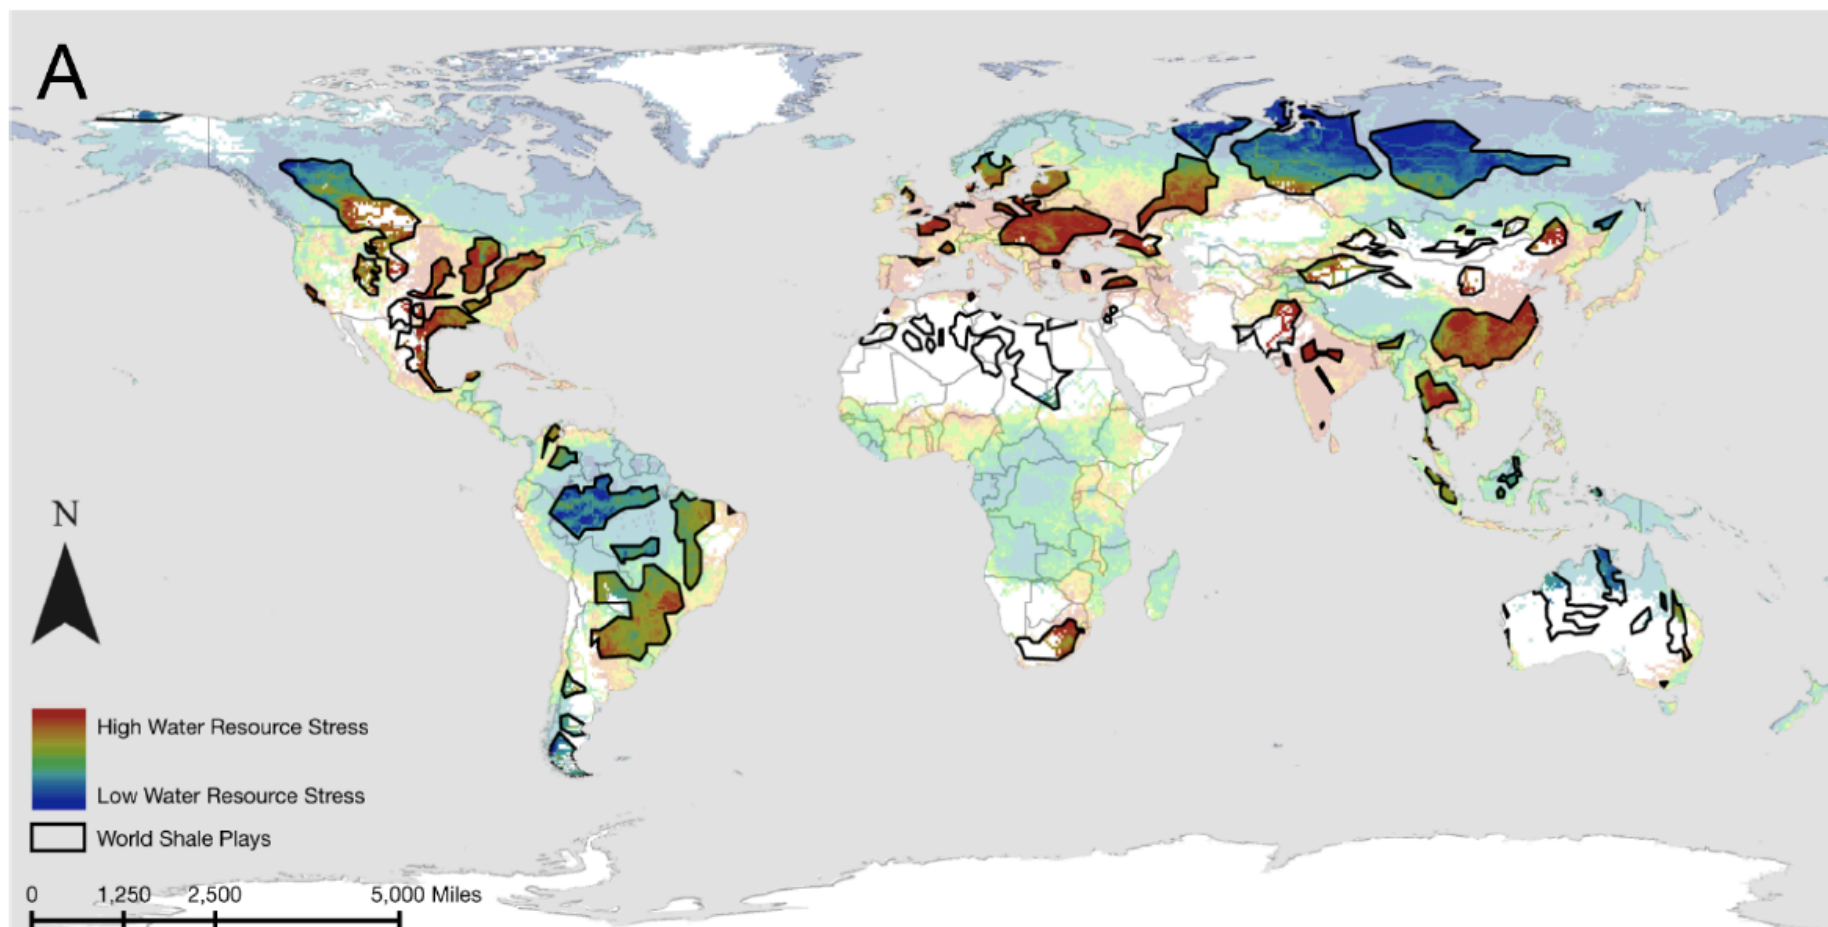 A
N
High Water Resource Stress
Low Water Resource Stress
World Shale Plays
0 1,250 2,500 5,000 Miles